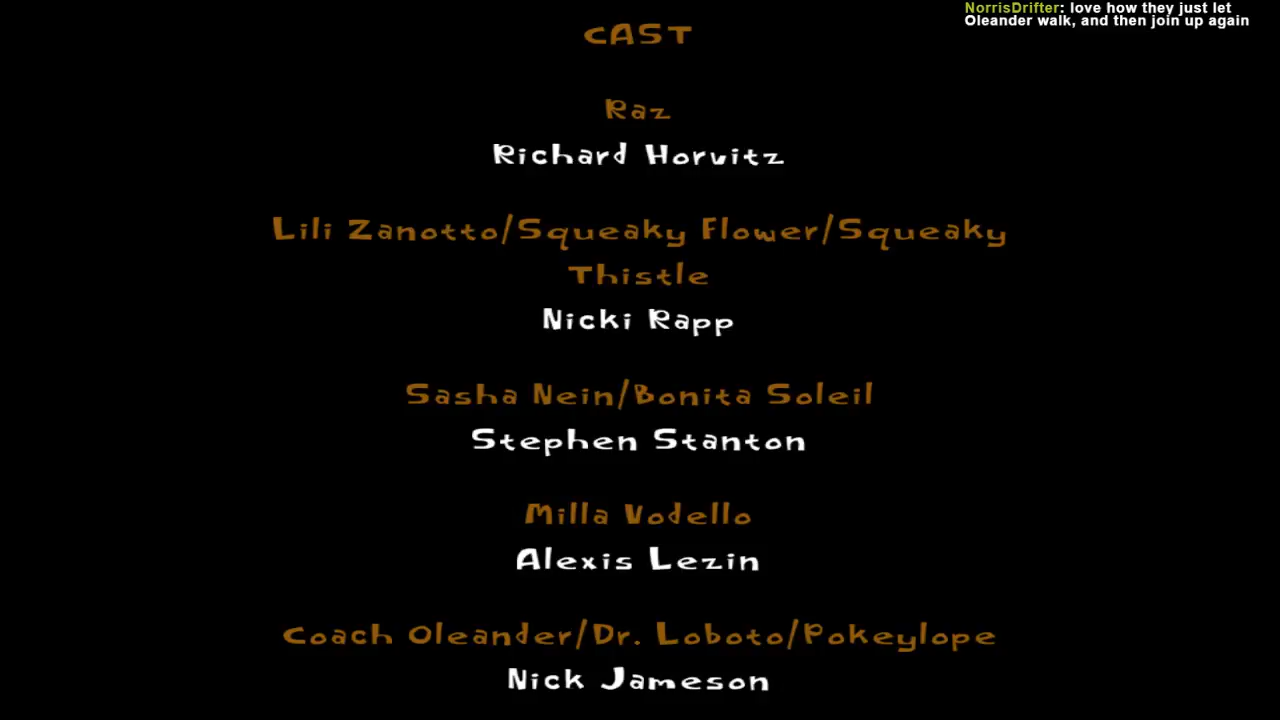 NorrisDrifter: love how they just let
Oleander walk, and then join up again
CAST
Raz
Richard Horvitz
Lili Zanotto/Squeaky Flower/Squeaky
Thistle
Nicki Rapp
Sasha Nein/Bonita Soleil
Stephen Stanton
Milla Vodello
Alexis Lezin
Coach Oleander/Dr. Loboto/Pokeylope
Nick Jameson